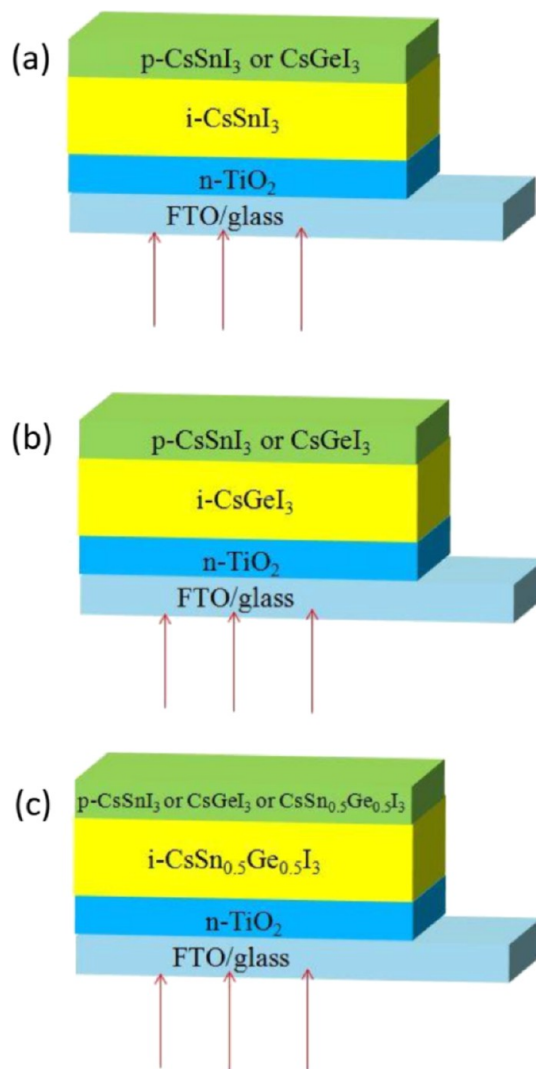 (a)
p-CsSnI₃ or CsGeI₃
i-CsSnI₃
n-TiO₂
FTO/glass
(b)
p-CsSnI₃ or CsGeI₃
i-CsGeI₃
n-TiO₂
FTO/glass
(c)
p-CsSnI₃ or CsGeI₃ or CsSn₀.₅Ge₀.₅I₃
i-CsSn₀.₅Ge₀.₅I₃
n-TiO₂
FTO/glass